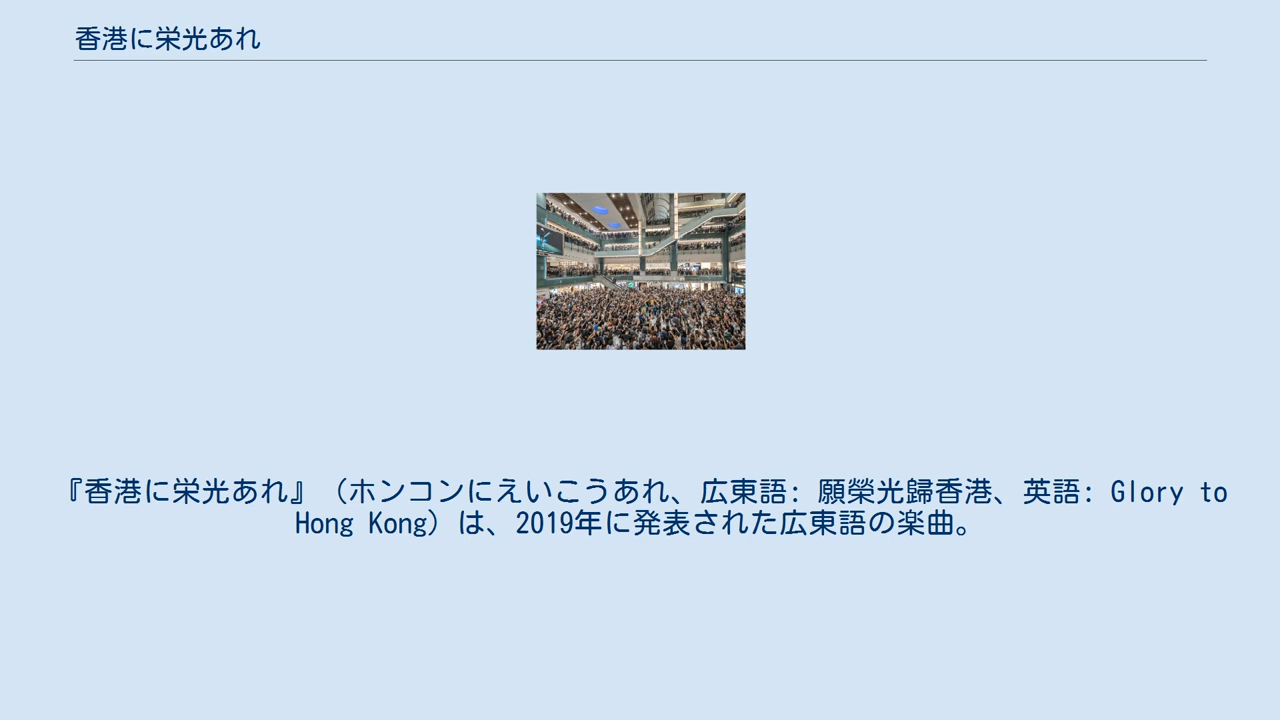 香港に栄光あれ
『香港に栄光あれ』（ホンコンにえいこうあれ、広東語: 願榮光歸香港、英語: Glory to
Hong Kong）は、2019年に発表された広東語の楽曲。